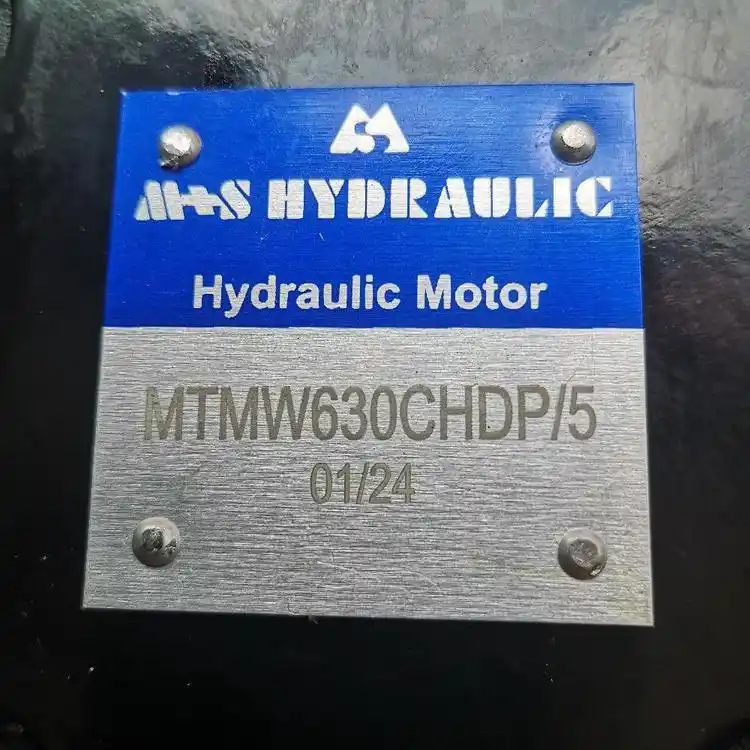 M+S HYDRAULIC
Hydraulic Motor
MTMW630CHDP/5
01/24